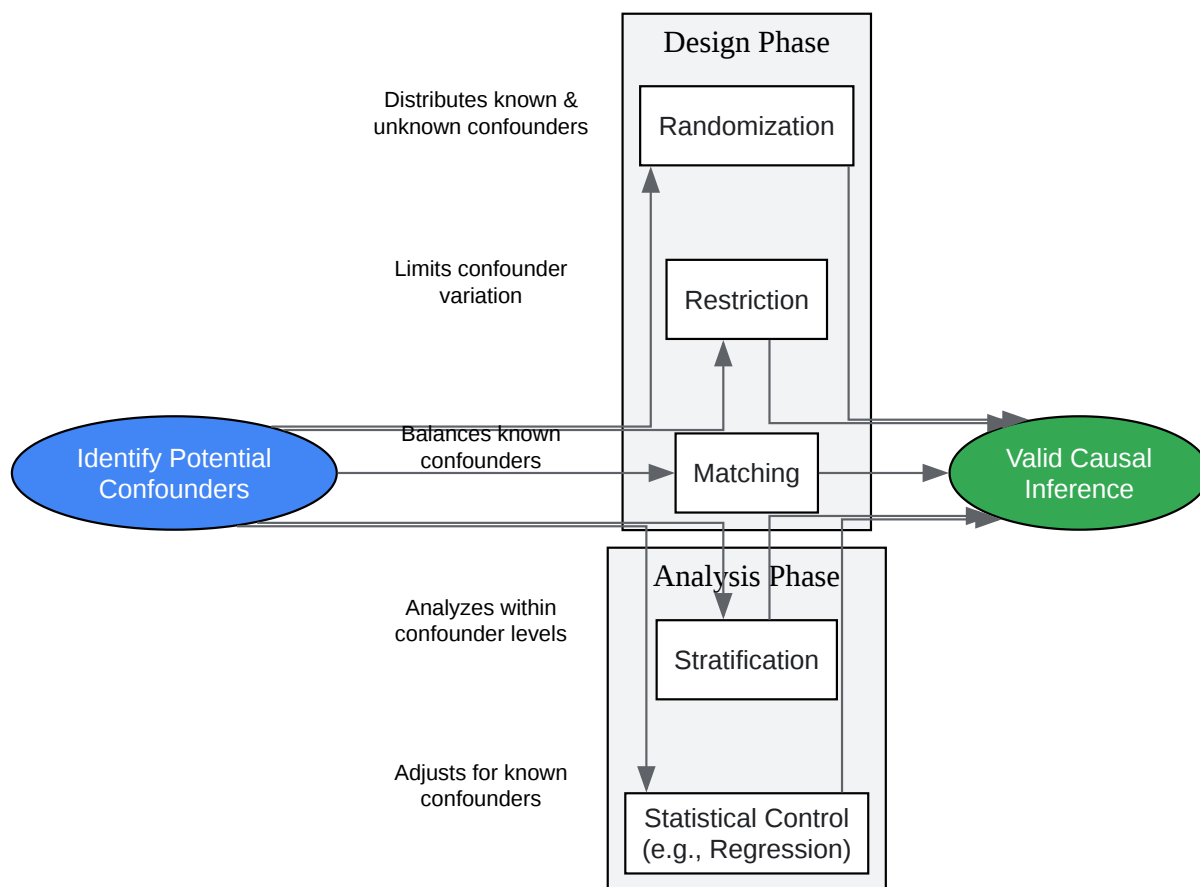 Design Phase
Distributes known &
unknown confounders
Randomization
Limits confounder
variation
Restriction
Identify Potential
Confounders
Balances known
confounders
Matching
Valid Causal
Inference
Analysis Phase
Analyzes within
confounder levels
Stratification
Adjusts for known
confounders
Statistical Control
(e.g., Regression)